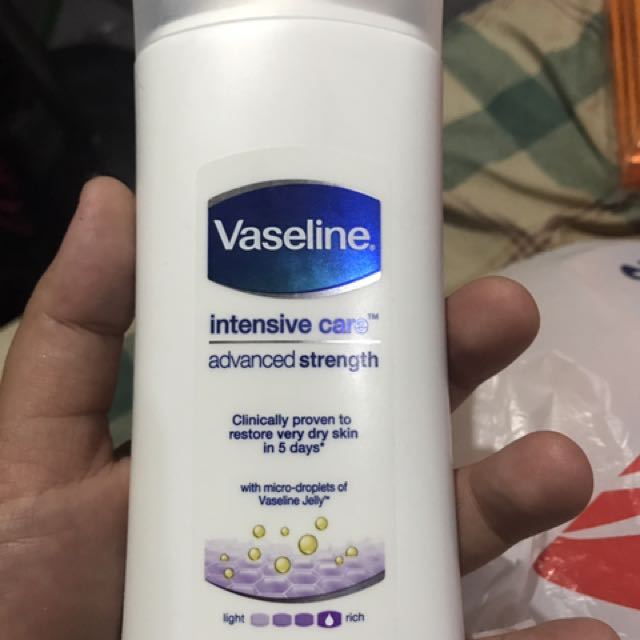 Vaseline®
intensive care™
advanced strength
Clinically proven to
restore very dry skin
in 5 days*
with micro-droplets of
Vaseline Jelly™
light rich